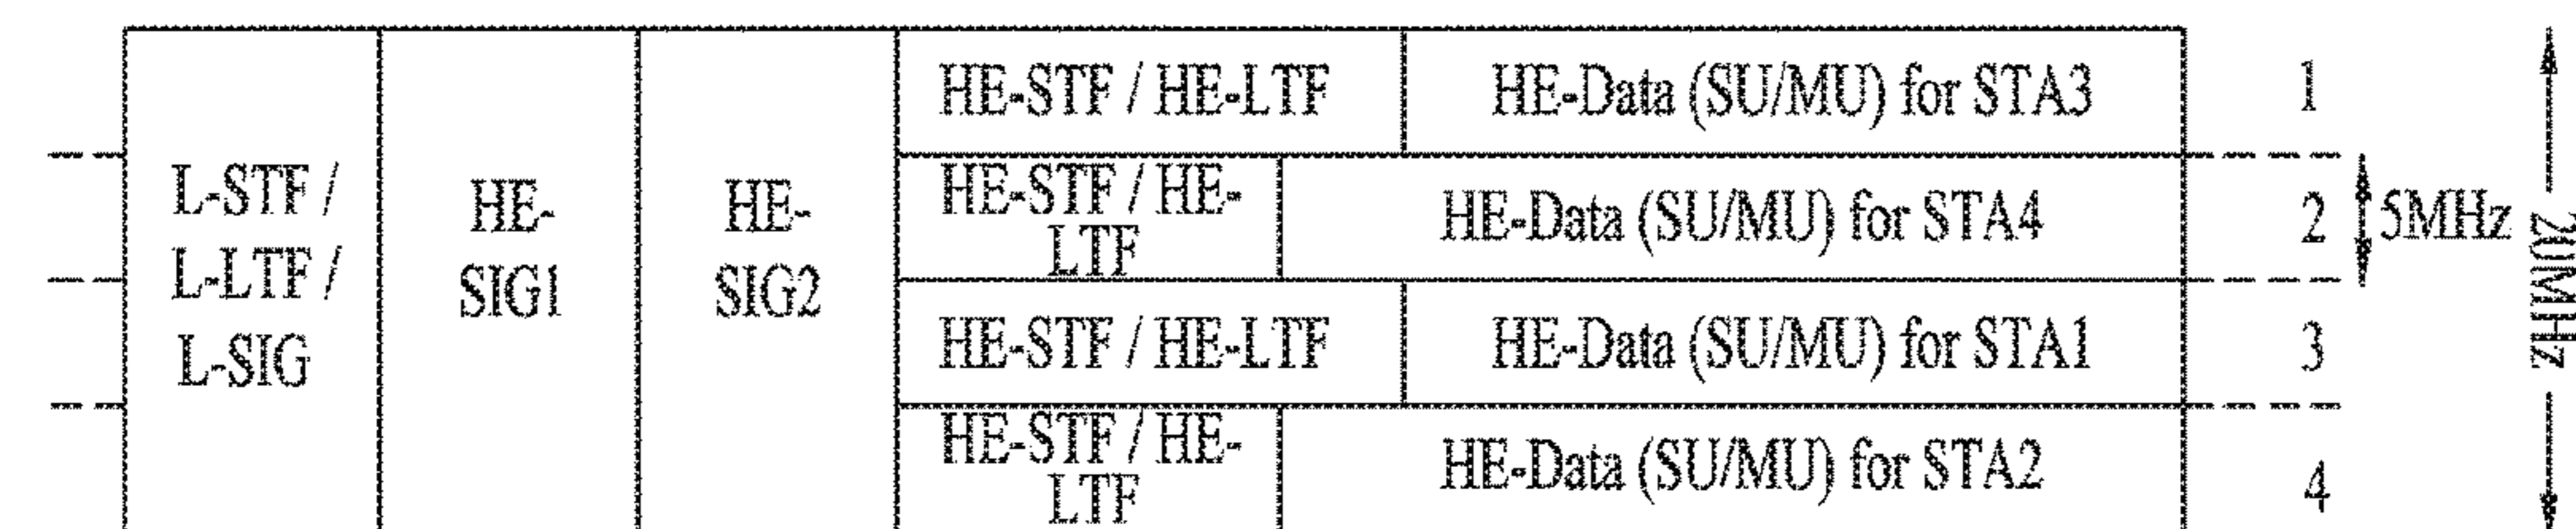 L-STF /
L-LTF /
L-SIG
HE-
SIG1
HE-
SIG2
HE-STF / HE-LTF
HE-Data (SU/MU) for STA3
1
HE-STF / HE-
LTF
HE-Data (SU/MU) for STA4
2
5MHz
20MHz
HE-STF / HE-LTF
HE-Data (SU/MU) for STA1
3
HE-STF / HE-
LTF
HE-Data (SU/MU) for STA2
4